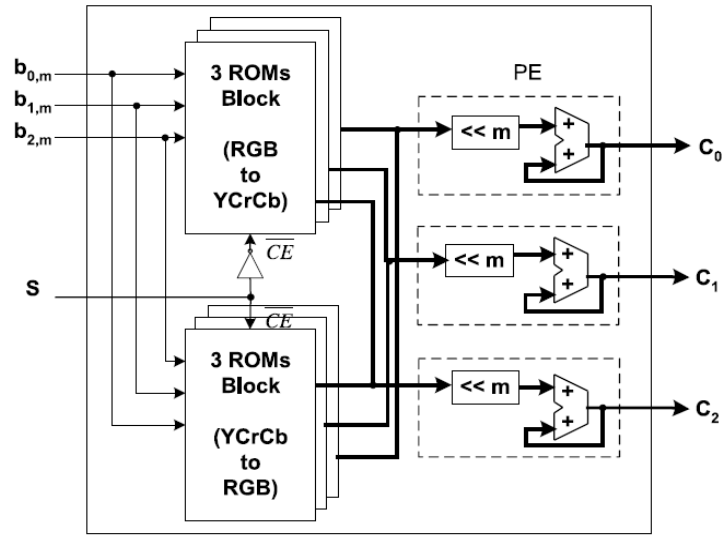 b0,m
b1,m
b2,m
S
3 ROMs
Block
(RGB
to
YCrCb)
CE
CE
3 ROMs
Block
(YCrCb
to
RGB)
PE
<< m
+
+
C0
<< m
+
+
C1
<< m
+
+
C2